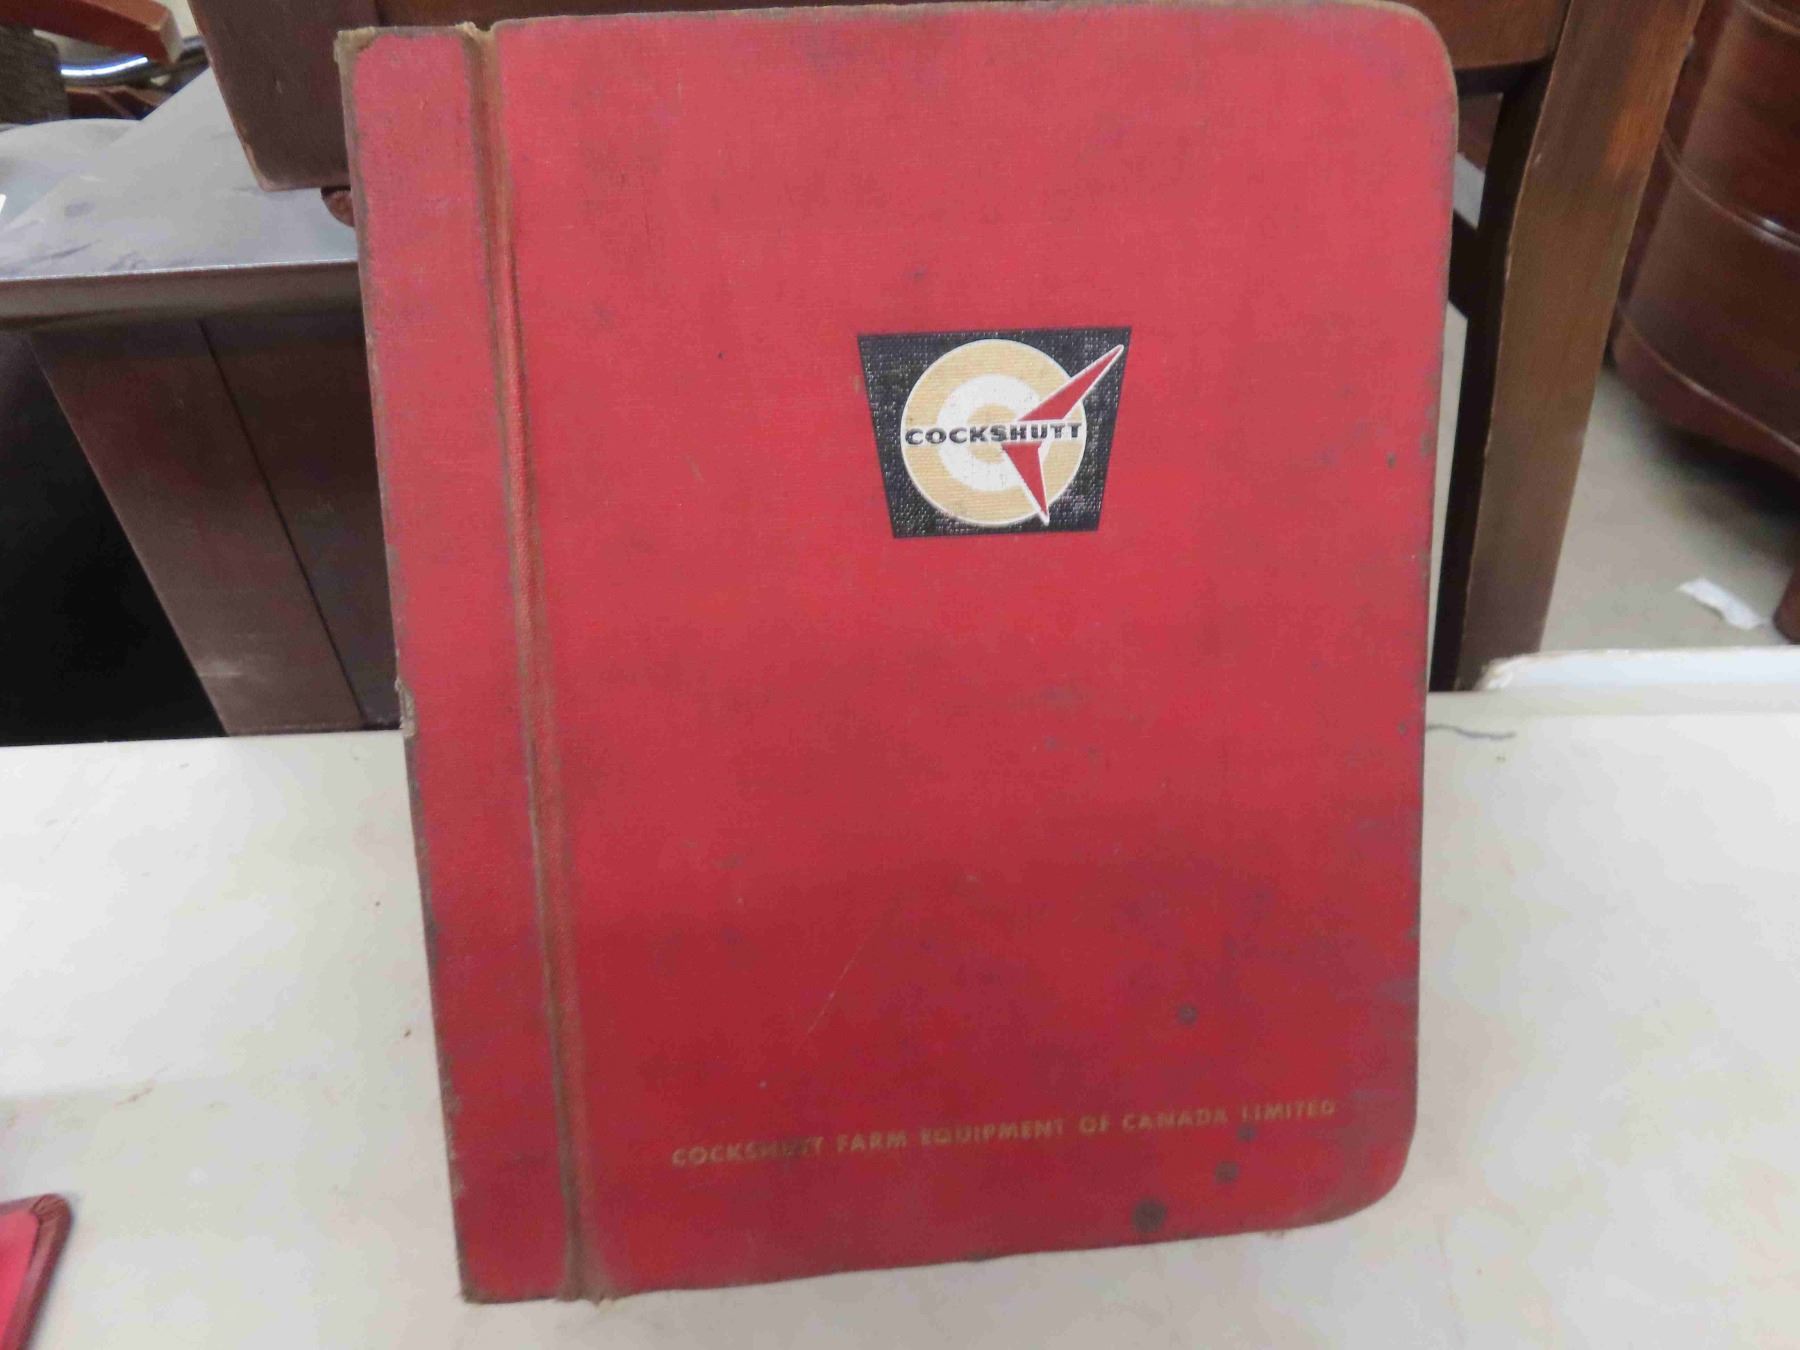 COCKSHUTT
COCKSHUTT FARM EQUIPMENT OF CANADA LIMITED